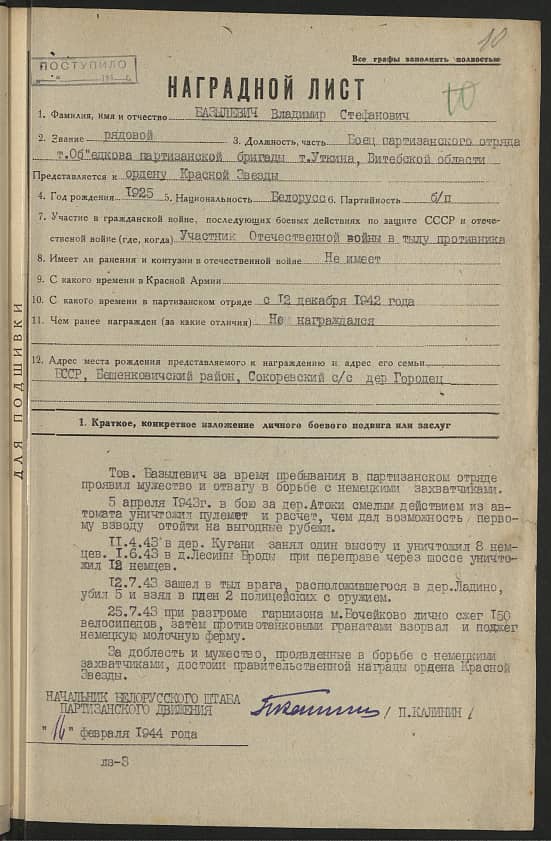 10
Все графы заполнять полностью
ПОСТУПИЛО
10
НАГРАДНОЙ ЛИСТ
1. Фамилия, имя и отчество БАЗЫЛЕВИЧ Владимир Стефанович
2. Звание рядовой 3. Должность, часть Боец партизанского отряда
т.Об"едкова партизанской бригады т.Уткина, Витебской области
Представляется к ордену Красной Звезды
4. Год рождения 1925 5. Национальность Белорусс 6. Партийность б/п
7. Участие в гражданской войне, последующих боевых действиях по защите СССР и отече-
ственой войне (где, когда) Участник Отечественной войны в тылу противника
8. Имеет ли ранения и контузии в отечественной войне Не имеет
9. С какого времени в Красной Армии
10. С какого времени в партизанском отряде с 12 декабря 1942 года
11. Чем ранее награжден (за какие отличия) Не награждался
12. Адрес места рождения представляемого к награждению и адрес его семьи
БССР, Бешенковичский район, Сокоревский с/с дер Городец
ДЛЯ ПОДШИВКИ
1. Краткое, конкретное изложение личного боевого подвига или заслуг
Тов. Базылевич за время пребывания в партизанском отряде
проявил мужество и отвагу в борьбе с немецкими захватчиками.
5 апреля 1943г. в бою за дер.Атоки смелым действием из ав-
томата уничтожил пулемет и расчет, чем дал возможность перво-
му взводу отойти на выгодные рубежи.
11.4.43 в дер. Кугани занял один высоту и уничтожил 8 нем-
цев. 1.6.43 в д.Лесины Броды при переправе через шоссе уничто-
жил 12 немцев.
12.7.43 зашел в тыл врага, расположившегося в дер.Ладино,
убил 5 и взял в плен 2 полицейских с оружием.
25.7.43 при разгроме гарнизона м.Бочейково лично сжег 150
велосипедов, затем противотанковыми гранатами взорвал и поджег
немецкую молочную ферму.
За доблесть и мужество, проявленные в борьбе с немецкими
захватчиками, достоин правительственной награды ордена Красной
Звезды.
НАЧАЛЬНИК БЕЛОРУССКОГО ШТАБА
ПАРТИЗАНСКОГО ДВИЖЕНИЯ / П.КАЛИНИН /
"16" февраля 1944 года
лв-3